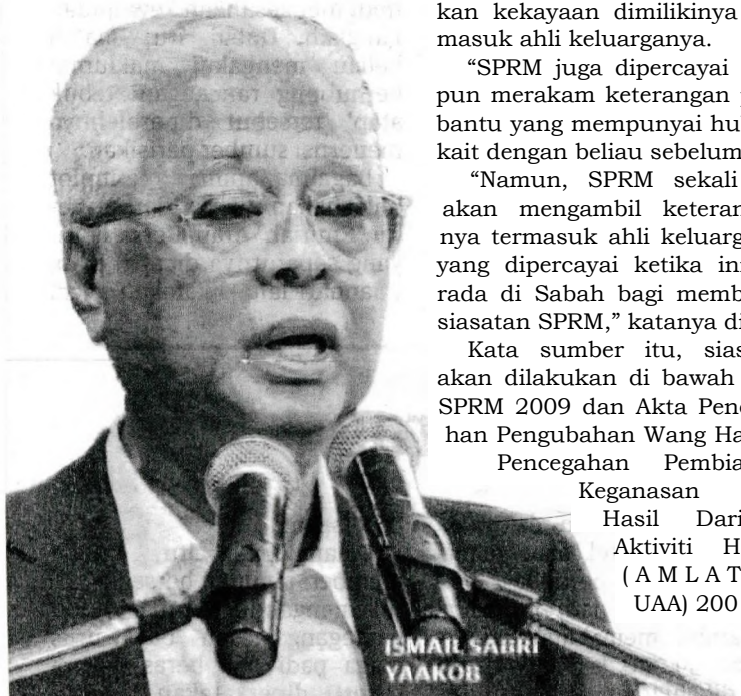 kan kekayaan dimilikinya
masuk ahli keluarganya.
“SPRM juga dipercayai
pun merakam keterangan
bantu yang mempunyai hu
kait dengan beliau sebelum
“Namun, SPRM sekali
akan mengambil keteran
nya termasuk ahli keluarg
yang dipercayai ketika in
rada di Sabah bagi memb
siasatan SPRM,” katanya di
Kata sumber itu, sias
akan dilakukan di bawah
SPRM 2009 dan Akta Penc
han Pengubahan Wang Ha
Pencegahan Pembia
Keganasan
Hasil Dari
Aktiviti H
(AMLAT
UAA) 200
ISMAIL SABRI
YAAKOB